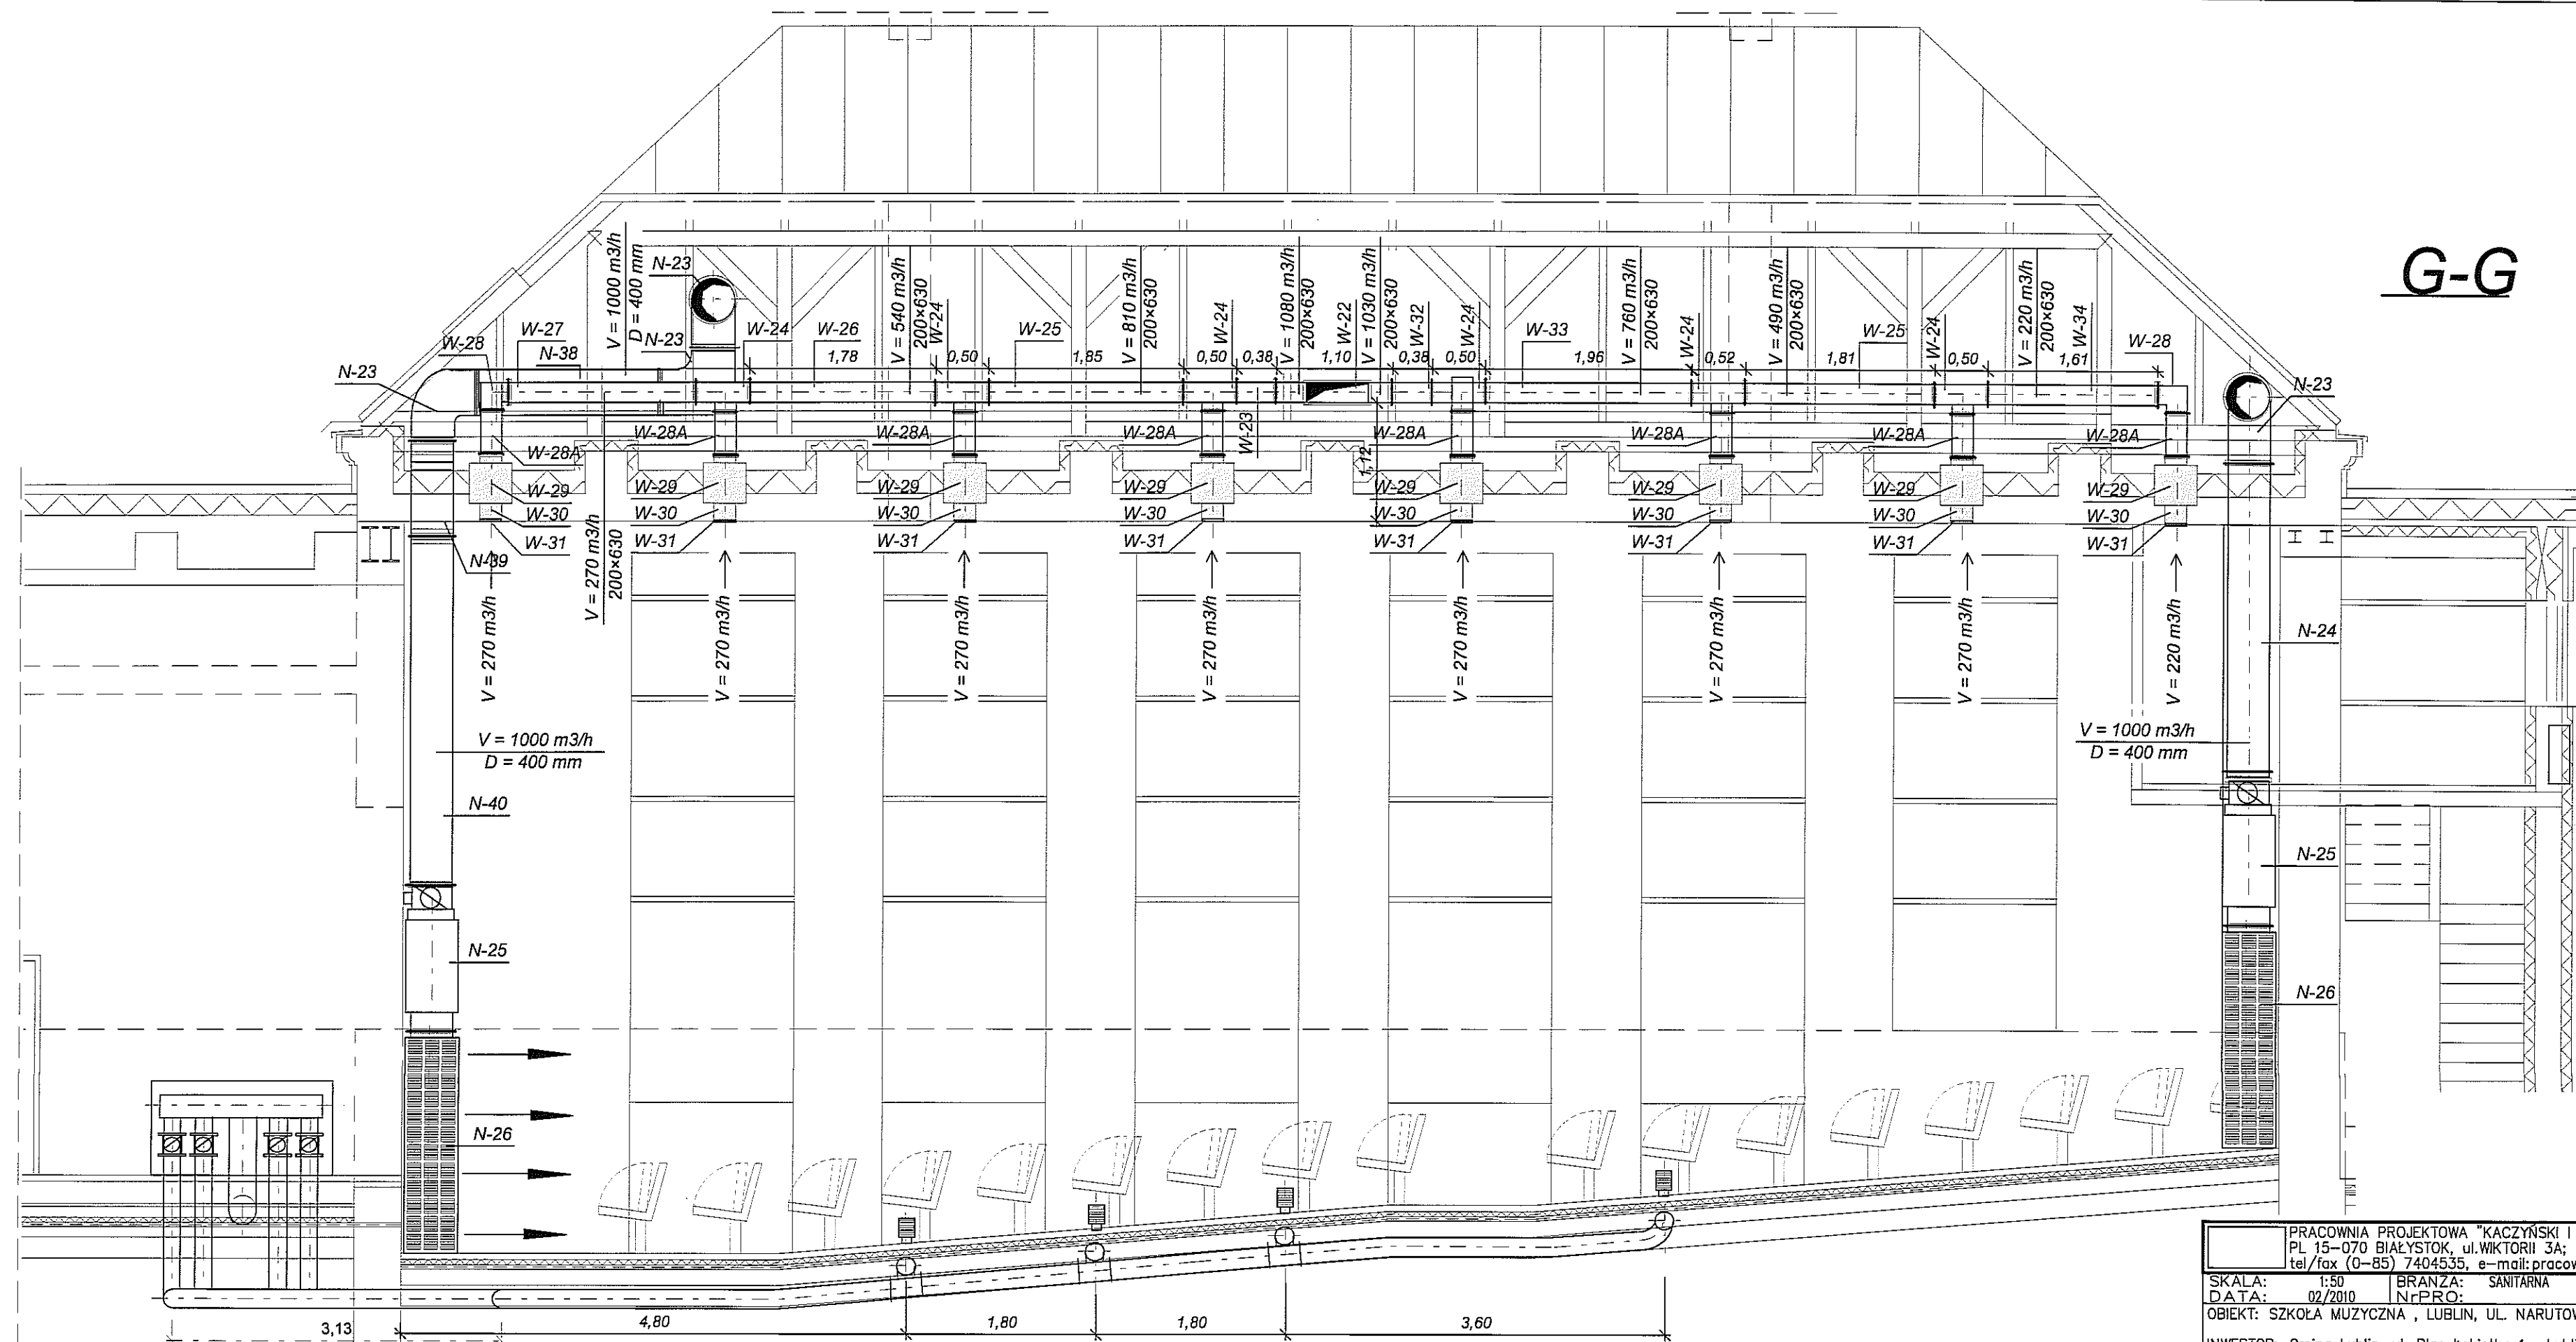 G-G
V = 1000 m3/h
D = 400 mm
N-23
V = 540 m3/h
200×630
W-24
V = 810 m3/h
200×630
W-24
V = 1080 m3/h
200×630
W-22
V = 1030 m3/h
200×630
W-32
W-24
V = 760 m3/h
200×630
W-24
V = 490 m3/h
200×630
W-24
V = 220 m3/h
200×630
W-34
W-28
W-27
N-38
N-23
W-24
W-26
W-25
W-33
W-25
W-28
1,78
0,50
1,85
0,50
0,38
1,10
0,38
0,50
1,96
0,52
1,81
0,50
1,61
N-23
N-23
W-28A
W-28A
W-28A
W-28A
W-23
W-28A
W-28A
W-28A
W-28A
1,12
W-29
W-29
W-29
W-29
W-29
W-29
W-29
W-29
W-30
W-30
W-30
W-30
W-30
W-30
W-30
W-30
W-31
W-31
W-31
W-31
W-31
W-31
W-31
W-31
N-39
V = 270 m3/h
200×630
V = 270 m3/h
V = 270 m3/h
V = 270 m3/h
V = 270 m3/h
V = 270 m3/h
V = 270 m3/h
V = 270 m3/h
V = 220 m3/h
N-24
V = 1000 m3/h
D = 400 mm
V = 1000 m3/h
D = 400 mm
N-40
N-25
N-25
N-26
N-26
3,13
4,80
1,80
1,80
3,60
PRACOWNIA PROJEKTOWA "KACZYŃSKI I
PL 15-070 BIAŁYSTOK, ul.WIKTORII 3A;
tel/fax (0-85) 7404535, e-mail:pracow
SKALA: 1:50 BRANŻA: SANITARNA
DATA: 02/2010 NrPRO:
OBIEKT: SZKOŁA MUZYCZNA , LUBLIN, UL. NARUTOW